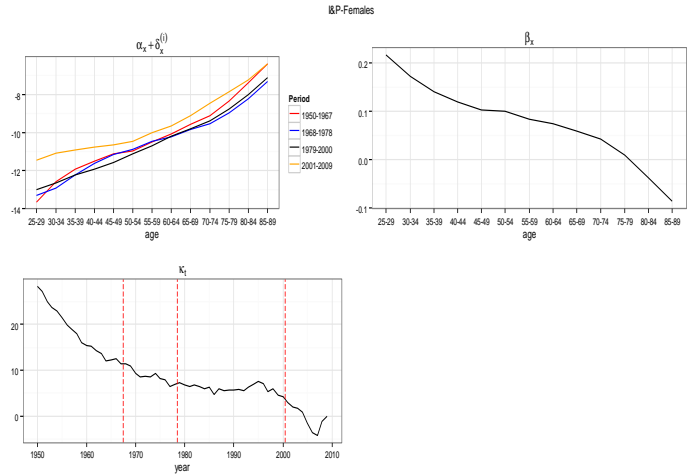 I&P-Females
αₓ + δₓ⁽ⁱ⁾
-8
-10
-12
-14
25-29 30-34 35-39 40-44 45-49 50-54 55-59 60-64 65-69 70-74 75-79 80-84 85-89
age
Period
1950-1967
1968-1978
1979-2000
2001-2009
βₓ
0.2
0.1
0.0
-0.1
25-29 30-34 35-39 40-44 45-49 50-54 55-59 60-64 65-69 70-74 75-79 80-84 85-89
age
κₜ
20
10
0
1950 1960 1970 1980 1990 2000 2010
year